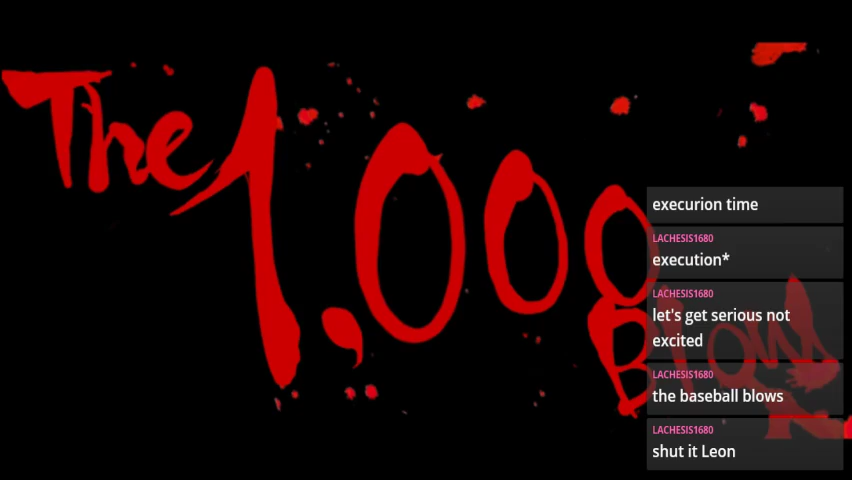 The 1,000
Blows
execurion time
LACHESIS1680
execution*
LACHESIS1680
let's get serious not
excited
LACHESIS1680
the baseball blows
LACHESIS1680
shut it Leon